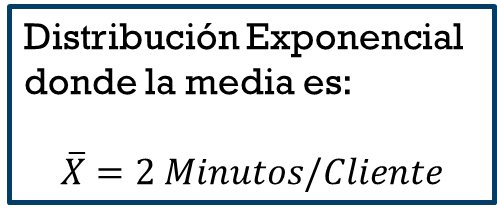 Distribución Exponencial
donde la media es:
X̄ = 2 Minutos/Cliente